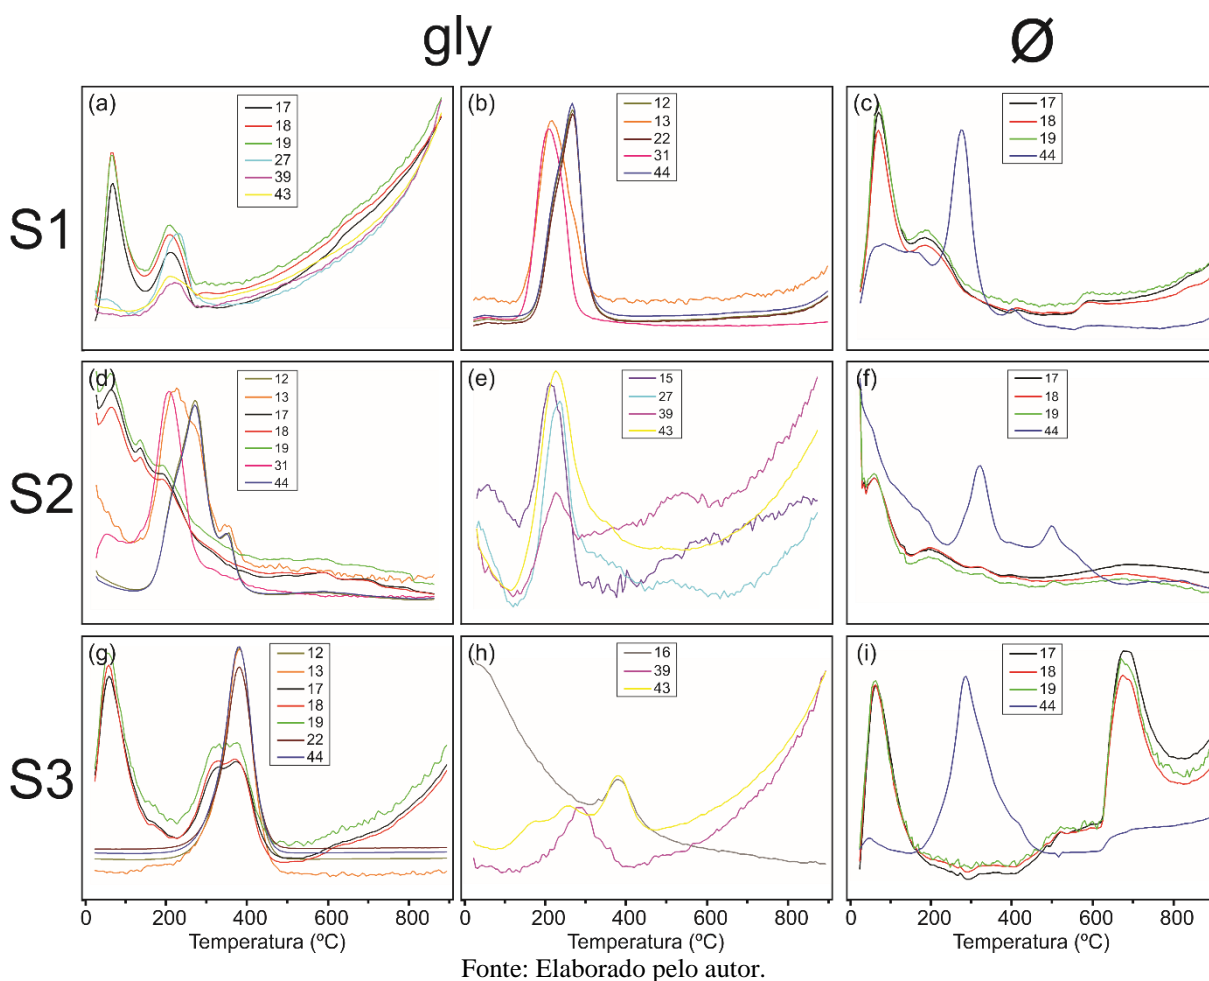 gly Ø
S1
(a)
17
18
19
27
39
43
(b)
12
13
22
31
44
(c)
17
18
19
44
S2
(d)
12
13
17
18
19
31
44
(e)
15
27
39
43
(f)
17
18
19
44
S3
(g)
12
13
17
18
19
22
44
(h)
16
39
43
(i)
17
18
19
44
0 200 400 600 800 0 200 400 600 800 0 200 400 600 800
Temperatura (ºC) Temperatura (ºC) Temperatura (ºC)
Fonte: Elaborado pelo autor.